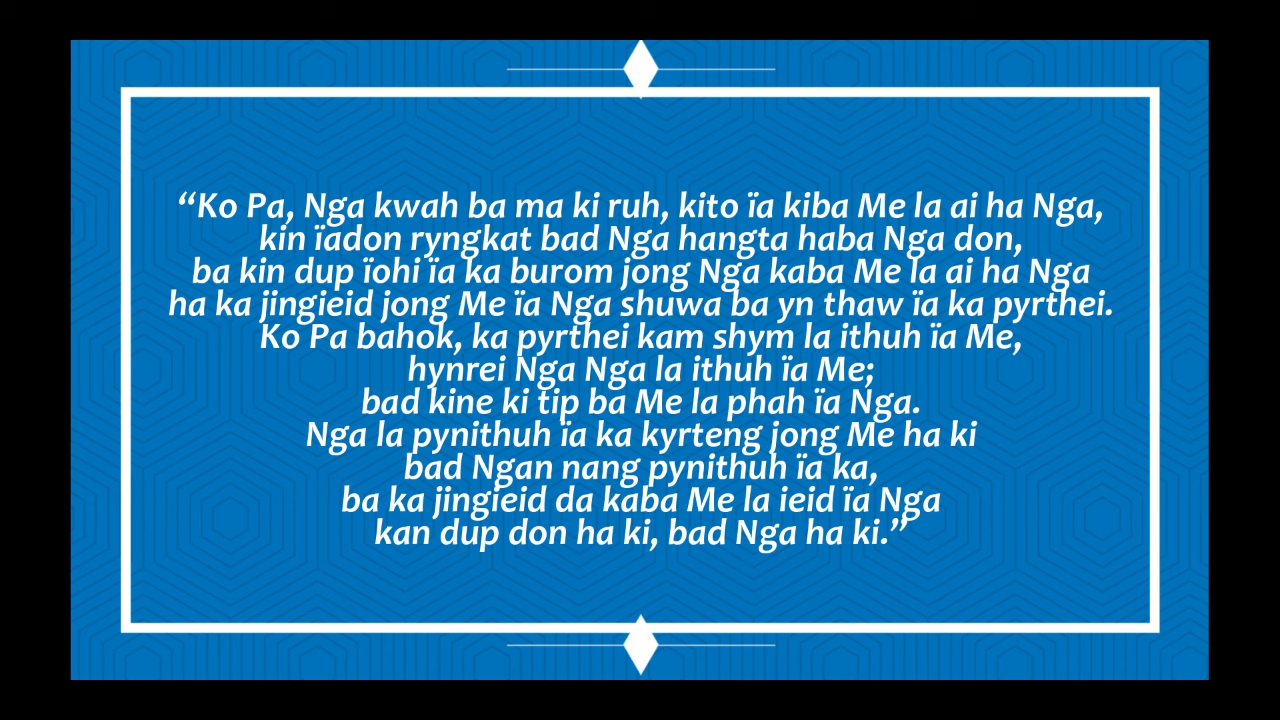 “Ko Pa, Nga kwah ba ma ki ruh, kito ïa kiba Me la ai ha Nga,
kin ïadon ryngkat bad Nga hangta haba Nga don,
ba kin dup ïohi ïa ka burom jong Nga kaba Me la ai ha Nga
ha ka jingieid jong Me ïa Nga shuwa ba yn thaw ïa ka pyrthei.
Ko Pa bahok, ka pyrthei kam shym la ithuh ïa Me,
hynrei Nga Nga la ithuh ïa Me;
bad kine ki tip ba Me la phah ïa Nga.
Nga la pynithuh ïa ka kyrteng jong Me ha ki
bad Ngan nang pynithuh ïa ka,
ba ka jingieid da kaba Me la ieid ïa Nga
kan dup don ha ki, bad Nga ha ki.”